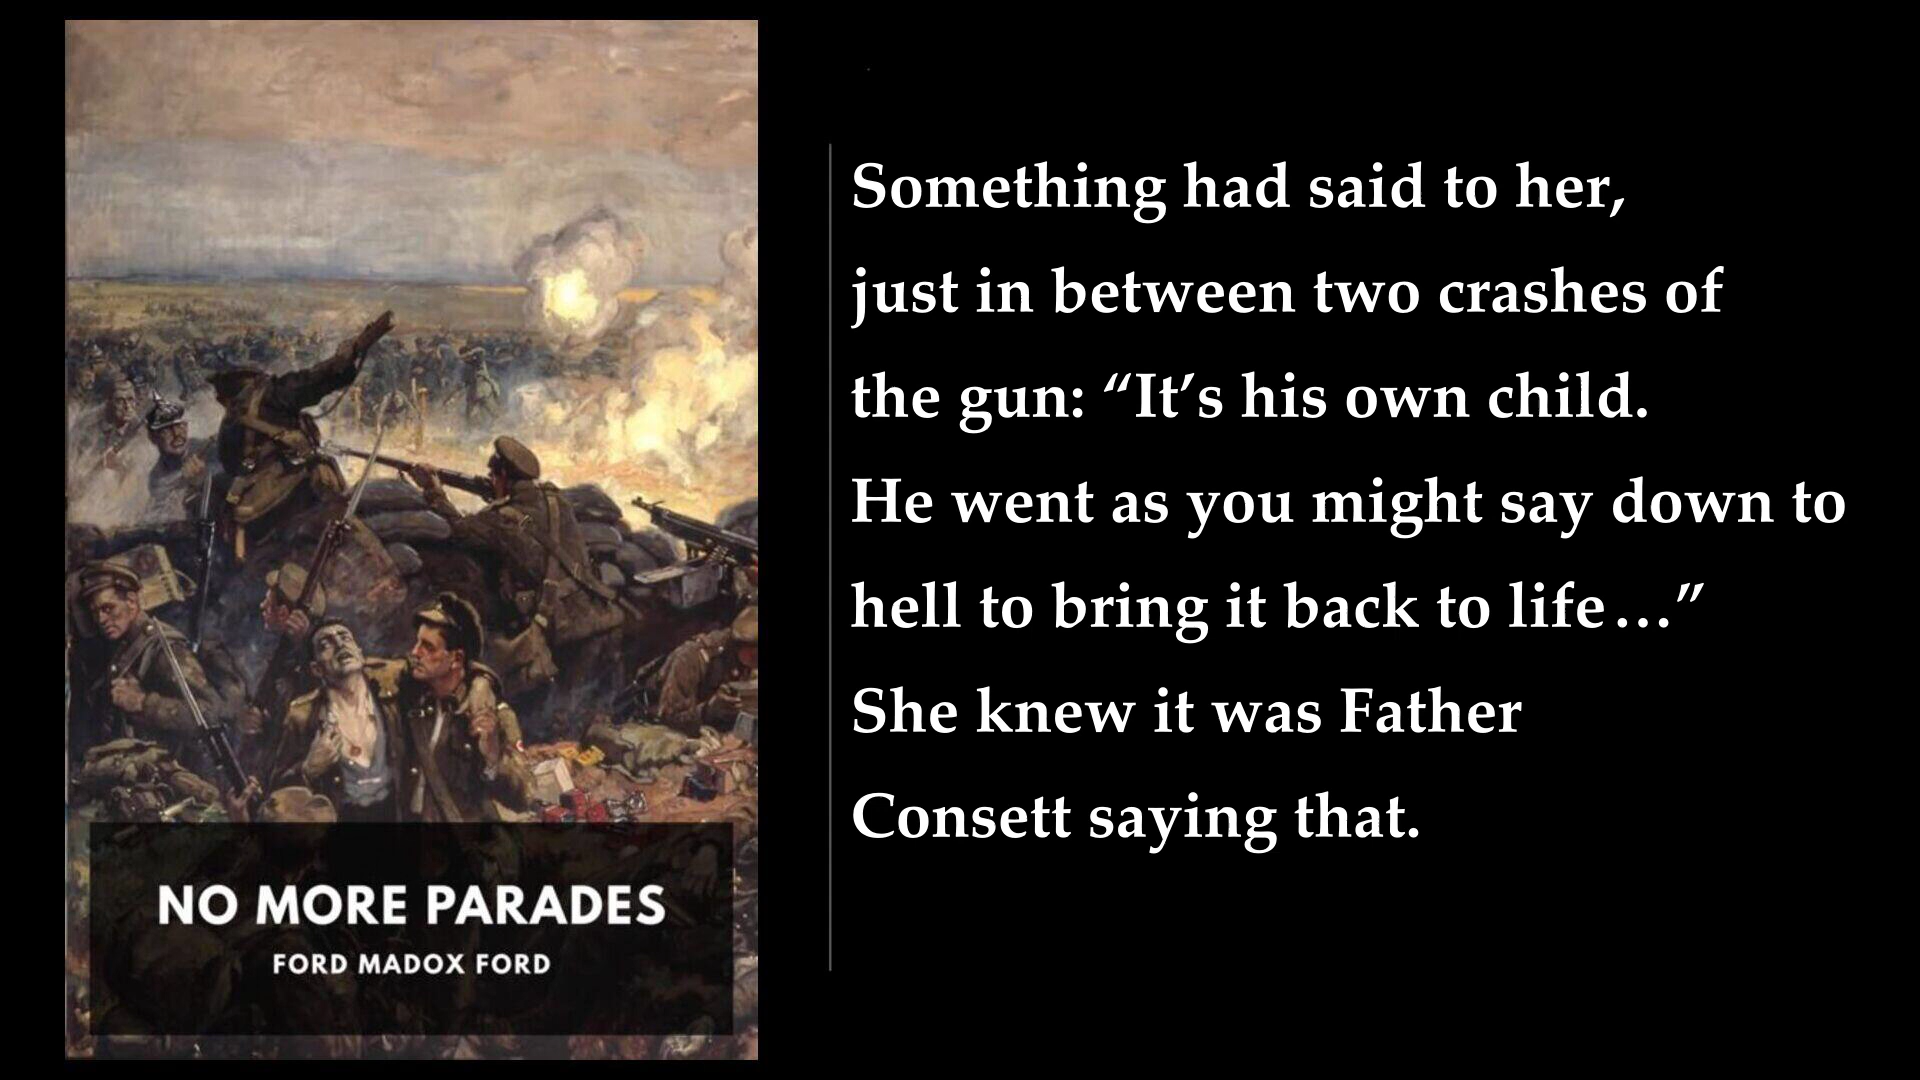 NO MORE PARADES
FORD MADOX FORD
Something had said to her,
just in between two crashes of
the gun: “It’s his own child.
He went as you might say down to
hell to bring it back to life…”
She knew it was Father
Consett saying that.